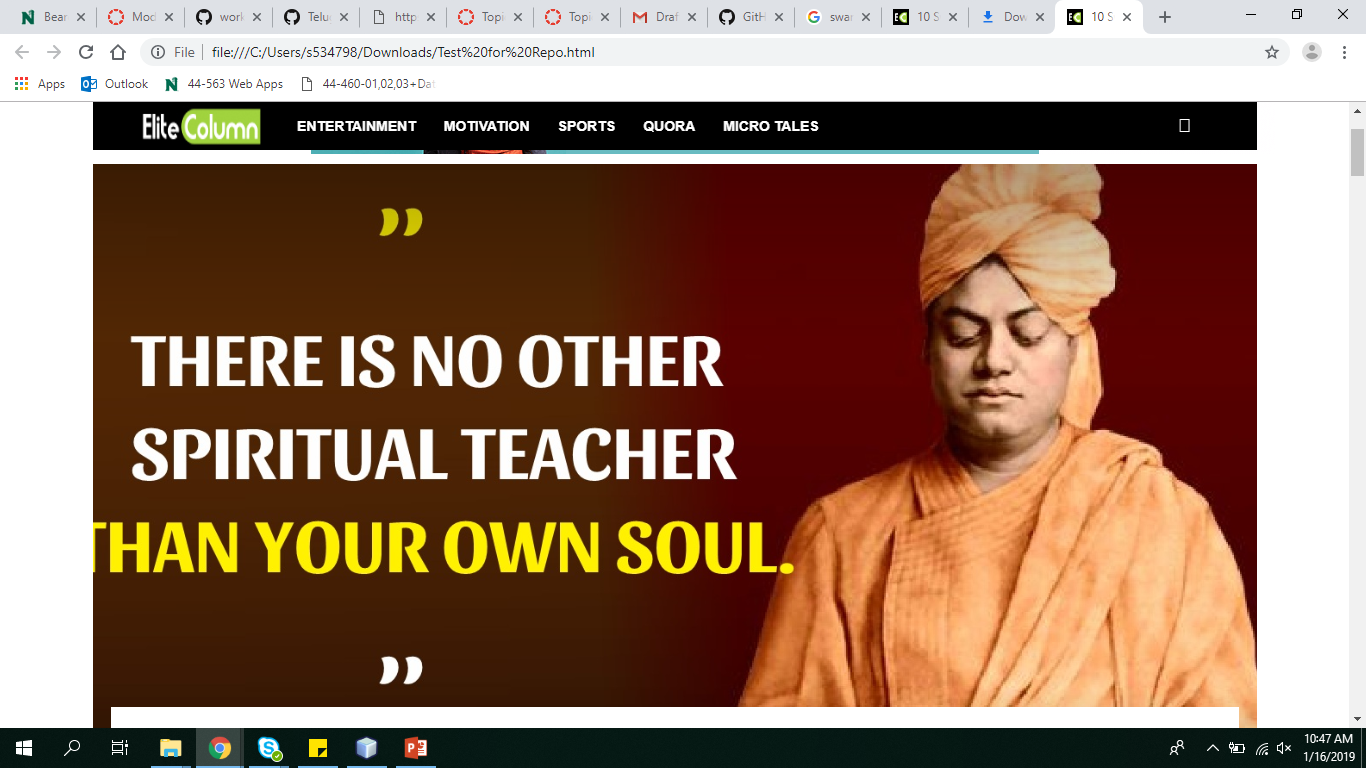 Bear Mod work Telu http Topi Topi Draf GitH swar 10 S Dow 10 S
File file:///C:/Users/s534798/Downloads/Test%20for%20Repo.html
Apps Outlook 44-563 Web Apps 44-460-01,02,03+Dat
Elite Column ENTERTAINMENT MOTIVATION SPORTS QUORA MICRO TALES
”
THERE IS NO OTHER
SPIRITUAL TEACHER
THAN YOUR OWN SOUL.
”
10:47 AM
1/16/2019